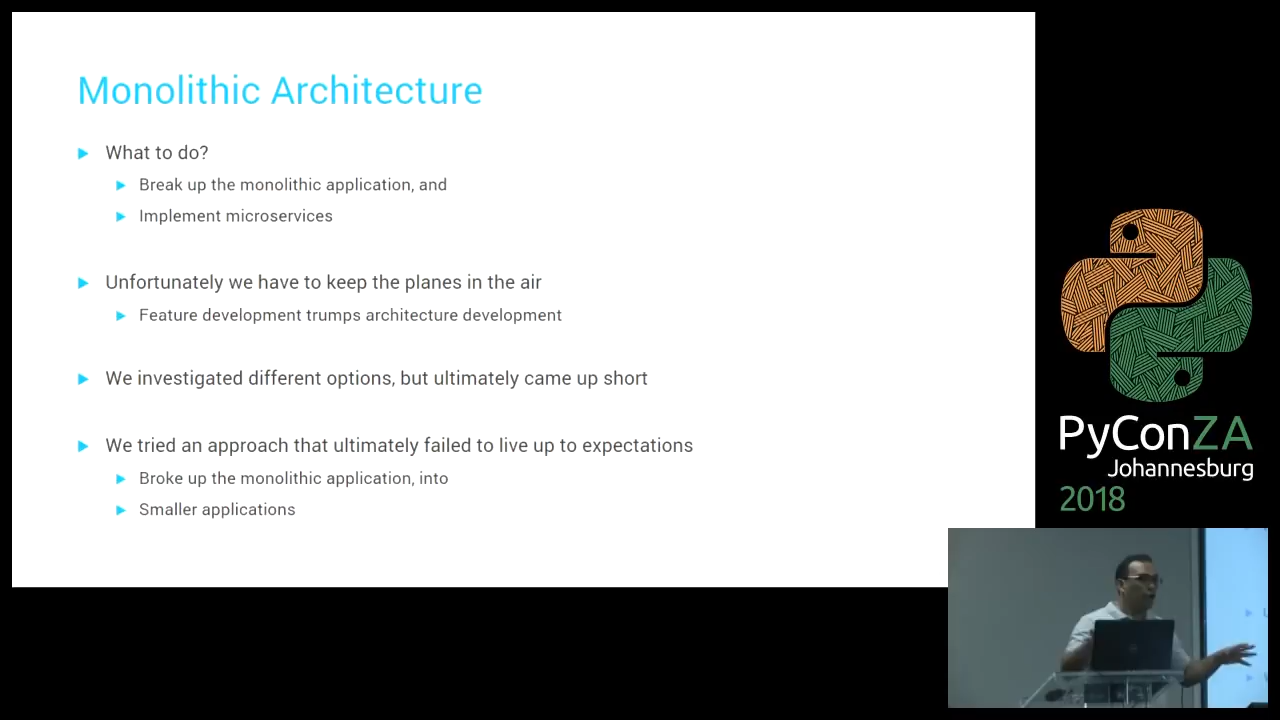 Monolithic Architecture
What to do?
Break up the monolithic application, and
Implement microservices
Unfortunately we have to keep the planes in the air
Feature development trumps architecture development
We investigated different options, but ultimately came up short
We tried an approach that ultimately failed to live up to expectations
Broke up the monolithic application, into
Smaller applications
PyConZA
Johannesburg
2018